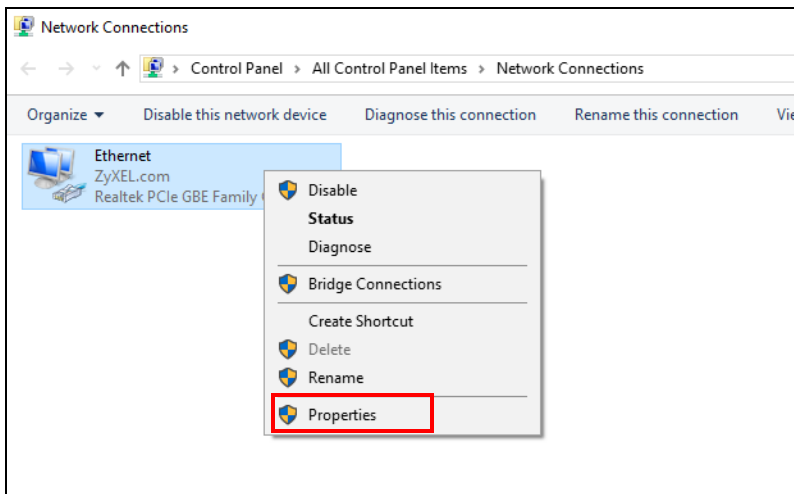 Network Connections
Control Panel > All Control Panel Items > Network Connections
Organize Disable this network device Diagnose this connection Rename this connection
Ethernet
ZyXEL.com
Realtek PCIe GBE Family
Disable
Status
Diagnose
Bridge Connections
Create Shortcut
Delete
Rename
Properties